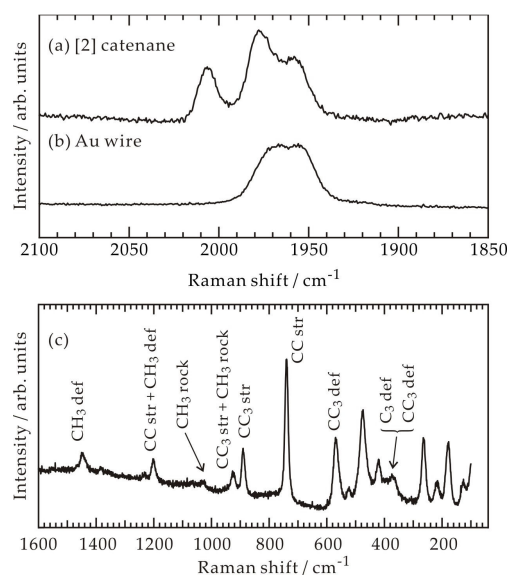 (a) [2] catenane
(b) Au wire
Intensity / arb. units
2100 2050 2000 1950 1900 1850
Raman shift / cm-1
(c)
CH3 def
CC str + CH3 def
CH3 rock
CC3 str + CH3 rock
CC3 str
CC str
CC3 def
C3 def
CC3 def
Intensity / arb. units
1600 1400 1200 1000 800 600 400 200
Raman shift / cm-1